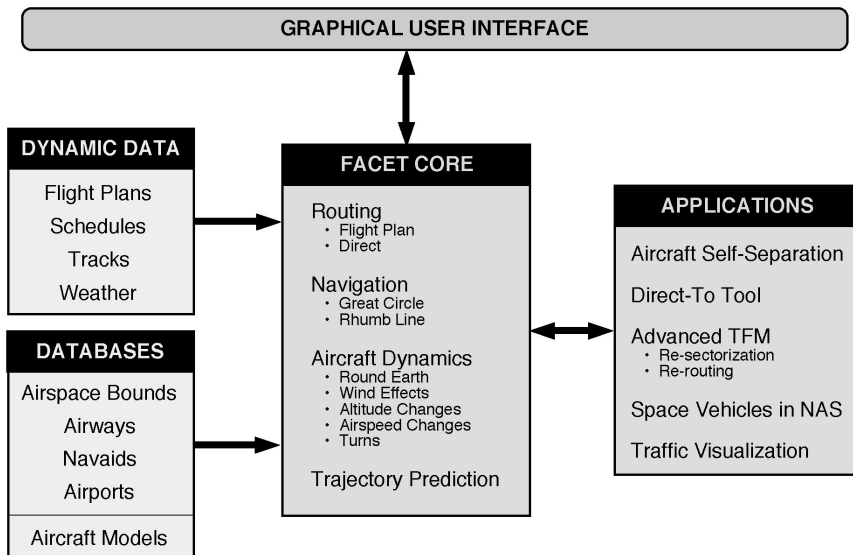 GRAPHICAL USER INTERFACE
DYNAMIC DATA
Flight Plans
Schedules
Tracks
Weather
DATABASES
Airspace Bounds
Airways
Navaids
Airports
Aircraft Models
FACET CORE
Routing
• Flight Plan
• Direct
Navigation
• Great Circle
• Rhumb Line
Aircraft Dynamics
• Round Earth
• Wind Effects
• Altitude Changes
• Airspeed Changes
• Turns
Trajectory Prediction
APPLICATIONS
Aircraft Self-Separation
Direct-To Tool
Advanced TFM
• Re-sectorization
• Re-routing
Space Vehicles in NAS
Traffic Visualization